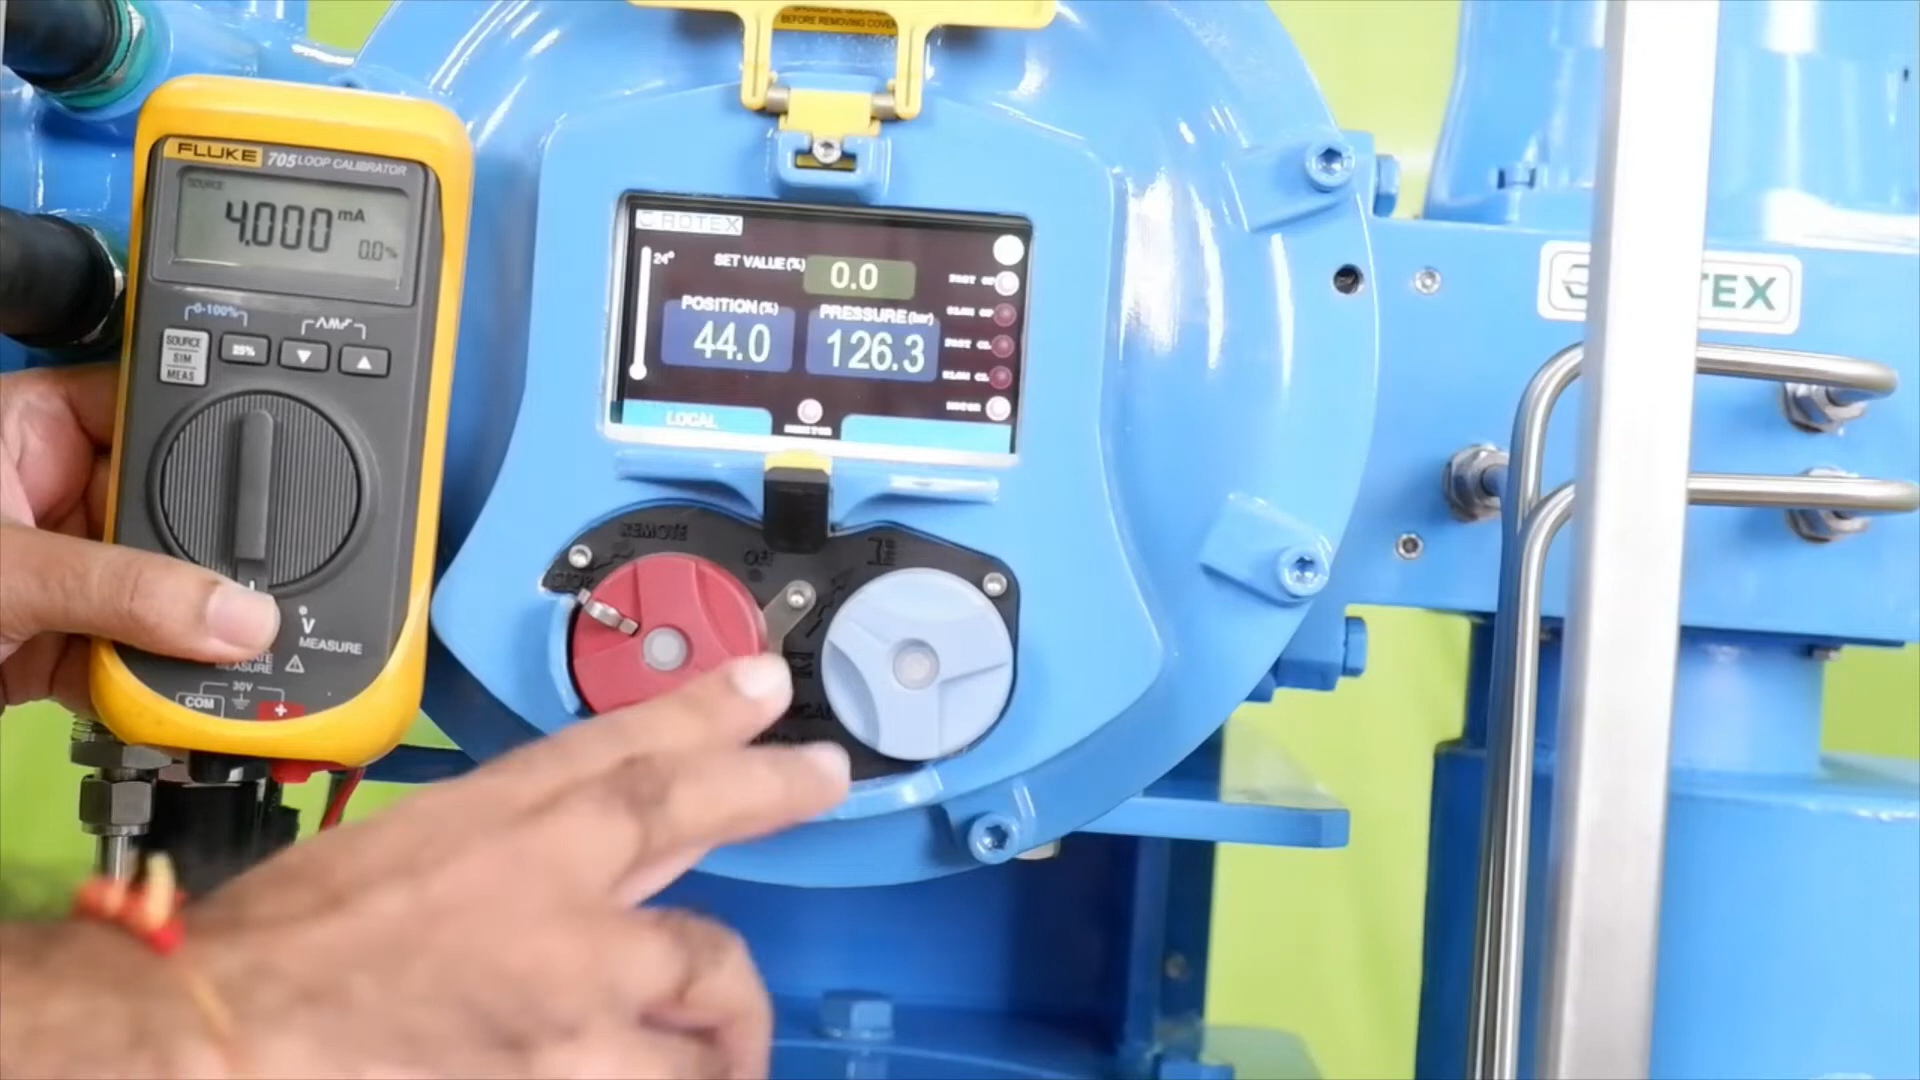 BEFORE REMOVING COVER
FLUKE 705 LOOP CALIBRATOR
SOURCE
4.000 mA
0.0%
0-100%
SOURCE
SIM
MEAS
25%
V
MEASURE
MEASURE
30V
COM
+
ROTEX
24°
SET VALUE(%)
0.0
POSITION(%)
PRESSURE(bar)
44.0
126.3
LOCAL
REMOTE
OFF
STOP